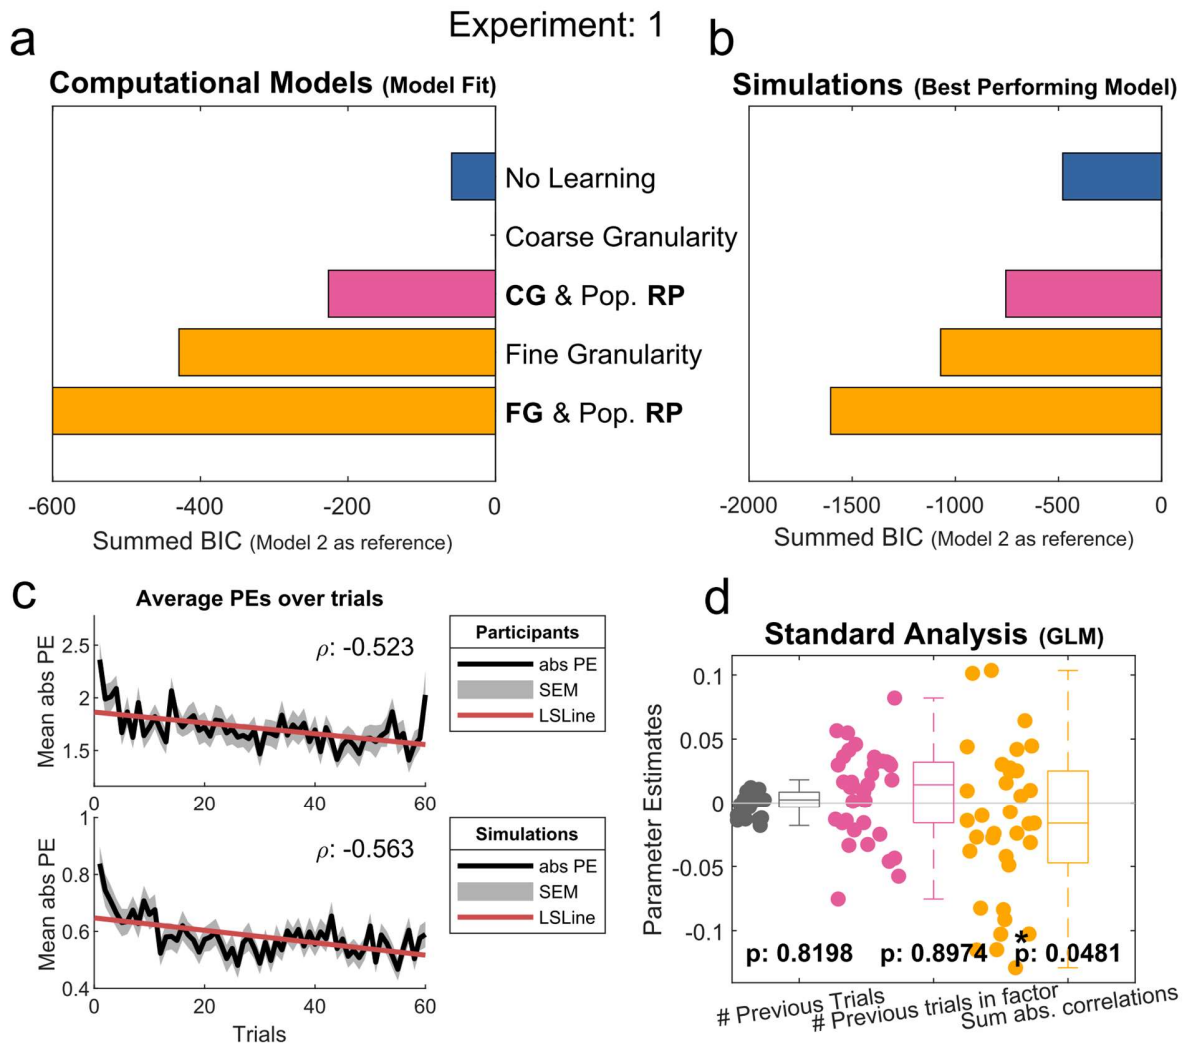 Experiment: 1
a
Computational Models (Model Fit)
No Learning
Coarse Granularity
CG & Pop. RP
Fine Granularity
FG & Pop. RP
-600 -400 -200 0
Summed BIC (Model 2 as reference)
b
Simulations (Best Performing Model)
-2000 -1500 -1000 -500 0
Summed BIC (Model 2 as reference)
c
Average PEs over trials
ρ: -0.523
Mean abs PE
2.5
2
1.5
0 20 40 60
Participants
abs PE
SEM
LSLine
ρ: -0.563
Mean abs PE
1
0.8
0.6
0.4
0 20 40 60
Trials
Simulations
abs PE
SEM
LSLine
d
Standard Analysis (GLM)
Parameter Estimates
0.1
0.05
0
-0.05
-0.1
*
p: 0.8198 p: 0.8974 p: 0.0481
# Previous Trials
# Previous trials in factor
Sum abs. correlations